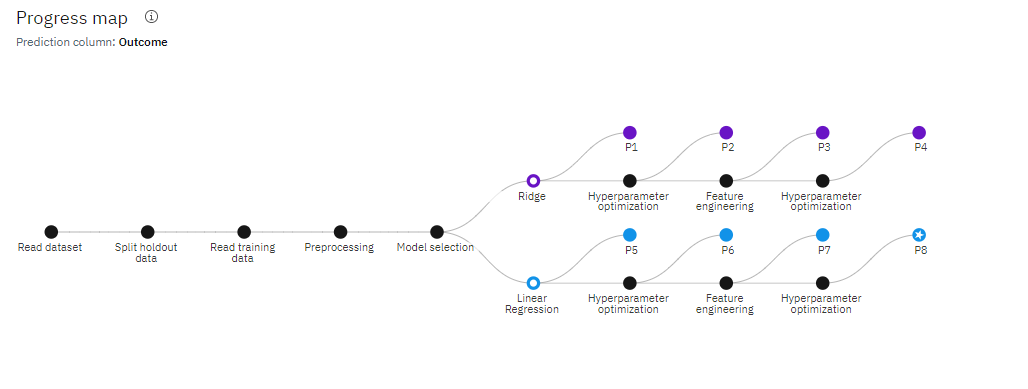 Progress map
Prediction column: Outcome
P1
P2
P3
P4
Ridge
Hyperparameter
optimization
Feature
engineering
Hyperparameter
optimization
Read dataset
Split holdout
data
Read training
data
Preprocessing
Model selection
P5
P6
P7
P8
Linear
Regression
Hyperparameter
optimization
Feature
engineering
Hyperparameter
optimization